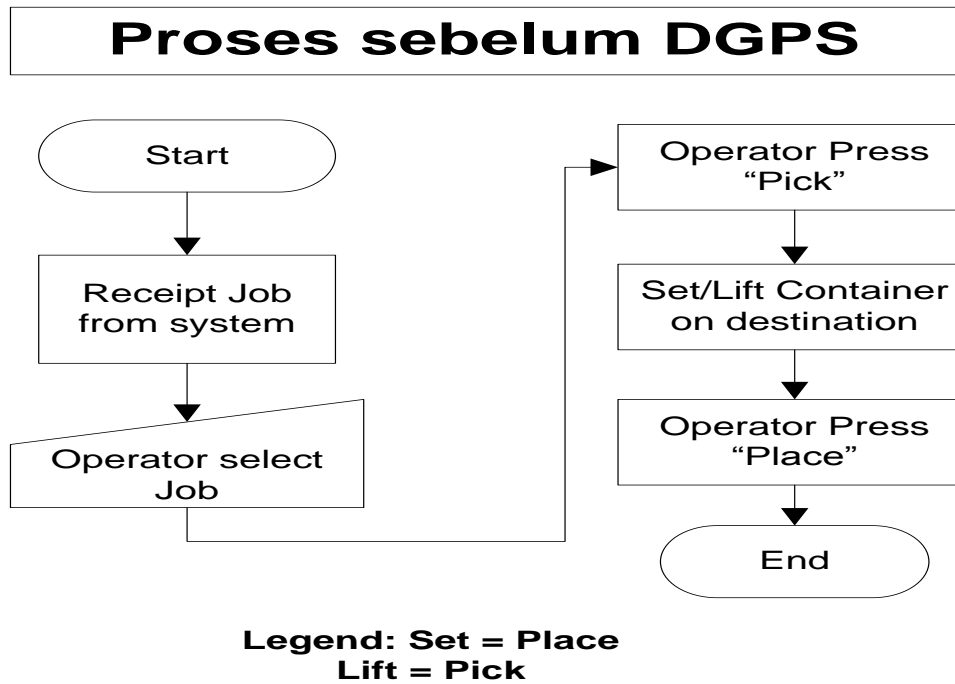 Proses sebelum DGPS
Start
Receipt Job
from system
Operator select
Job
Operator Press
“Pick”
Set/Lift Container
on destination
Operator Press
“Place”
End
Legend: Set = Place
Lift = Pick